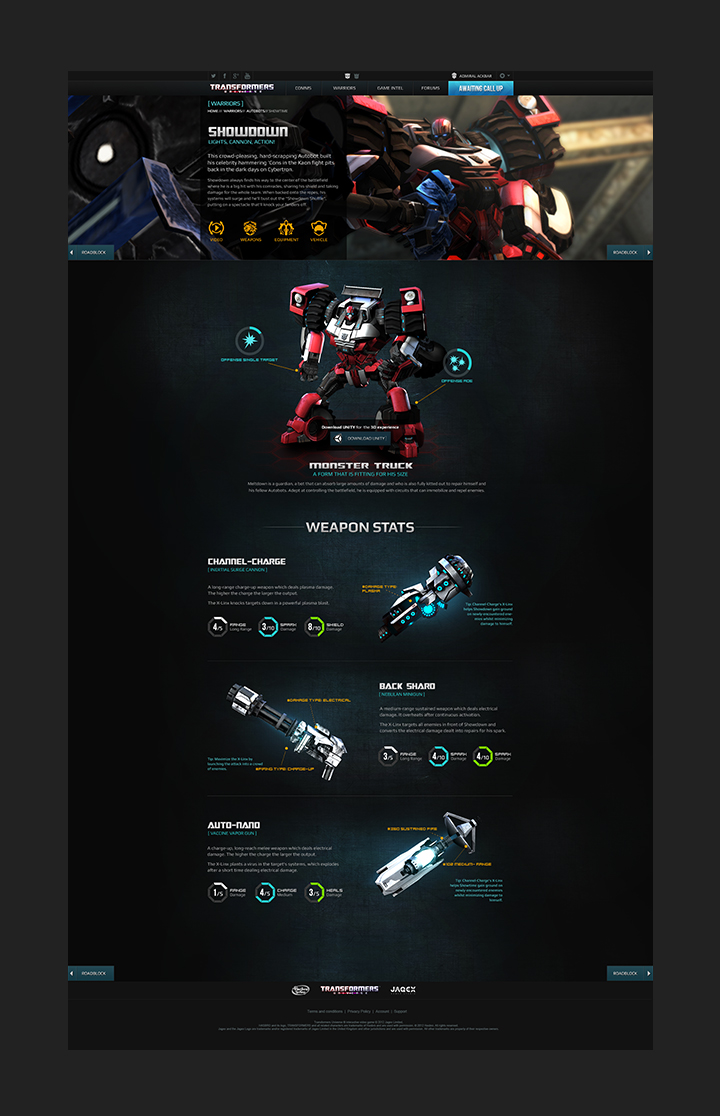 ADMIRAL ACKBAR
TRANSFORMERS
UNIVERSE
COMMS
WARRIORS
GAME INTEL
FORUMS
AWAITING CALL UP
[ WARRIORS ]
HOME // WARRIORS// AUTOBOTS//SHOWTIME
SHOWDOWN
LIGHTS, CANNON, ACTION!
This crowd-pleasing, hard-scrapping Autobot built
his celebrity hammering 'Cons in the Kaon fight pits
back in the dark days on Cybertron.
Showdown always finds his way to the center of the battlefield
where he is a big hit with his comrades, sharing his shield and taking
damage for the whole team. When backed onto the ropes, his
systems will surge and he'll bust out the "Showdown Shuffle",
putting on a spectacle that'll knock your fenders off!
VIDEO
WEAPONS
EQUIPMENT
VEHICLE
ROADBLOCK
ROADBLOCK
OFFENSE SINGLE TARGET
OFFENSE AOE
Download UNITY for the 3D experience
DOWNLOAD UNITY
MONSTER TRUCK
A FORM THAT IS FITTING FOR HIS SIZE
Meltdown is a guardian, a bot that can absorb large amounts of damage and who is also fully kitted out to repair himself and
his fellow Autobots. Adept at controlling the battlefield, he is equipped with circuits that can immobilize and repel enemies.
WEAPON STATS
CHANNEL-CHARGE
[ INERTIAL SURGE CANNON ]
A long-range charge-up weapon which deals plasma damage.
The higher the charge the larger the output.
The X-Line knocks targets down in a powerful plasma blast.
4/5 RANGE Long Range
3/10 SPARK Damage
8/10 SHIELD Damage
#DAMAGE TYPE:
PLASMA
Tip: Channel Charge's X-Line
helps Showdown gain ground
on newly encountered ene-
mies whilst minimizing
damage to himself.
#DAMAGE TYPE: ELECTRICAL
Tip: Maximise the X-Line by
launching the attack into a crowd
of enemies.
#FIRING TYPE: CHARGE-UP
BACK SHARD
[ NEBULAN MINIGUN ]
A medium-range sustained weapon which deals electrical
damage. It overheats after continuous activation.
The X-Line targets all enemies in front of Showdown and
converts the electrical damage dealt into repairs for his spark.
3/5 RANGE Long Range
4/10 SPARK Damage
4/10 SPARK Damage
AUTO-NANO
[ VACCINE VAPOR GUN ]
A charge-up, long-reach melee weapon which deals electrical
damage. The higher the charge the larger the output.
The X-Line plants a virus in the target's systems, which explodes
after a short time dealing electrical damage.
1/5 RANGE Damage
4/5 CHARGE Medium
3/5 HEALS Damage
SUSTAINED FIRE
MEDIUM- RANGE
Tip: Channel Charge's X-Line
helps Showtime gain ground on
newly encountered enemies
whilst minimising damage to
himself.
ROADBLOCK
ROADBLOCK
TRANSFORMERS
UNIVERSE
JAGEX
Terms and conditions | Privacy Policy | Account | Support